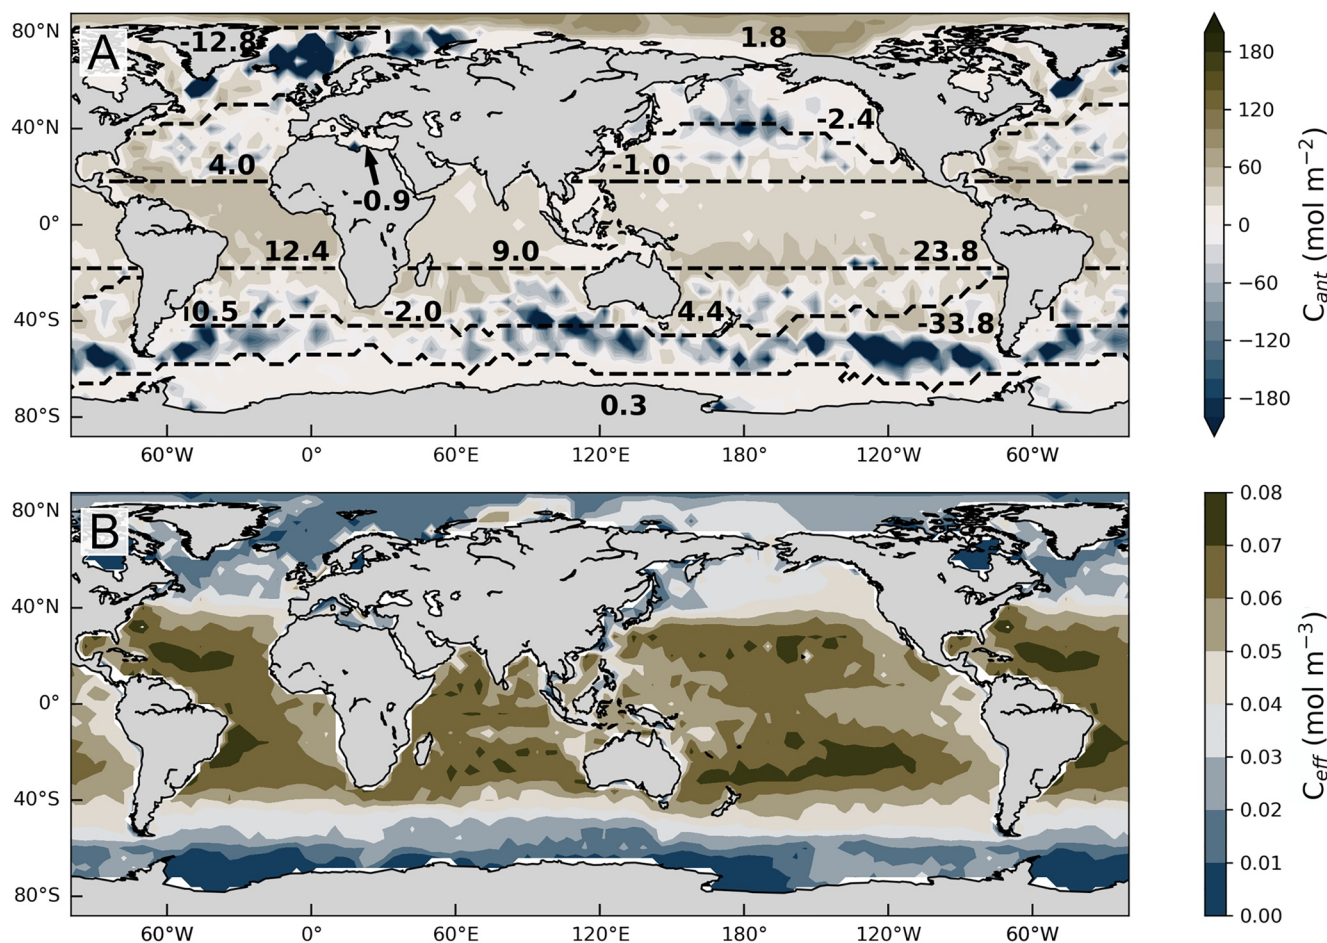 A
80°N
40°N
0°
40°S
80°S
-12.8
1.8
-2.4
4.0
-1.0
-0.9
12.4
9.0
23.8
0.5
-2.0
4.4
-33.8
0.3
60°W 0° 60°E 120°E 180° 120°W 60°W
180
120
60
0
−60
−120
−180
C_ant (mol m⁻²)
B
80°N
40°N
0°
40°S
80°S
60°W 0° 60°E 120°E 180° 120°W 60°W
0.08
0.07
0.06
0.05
0.04
0.03
0.02
0.01
0.00
C_eff (mol m⁻³)